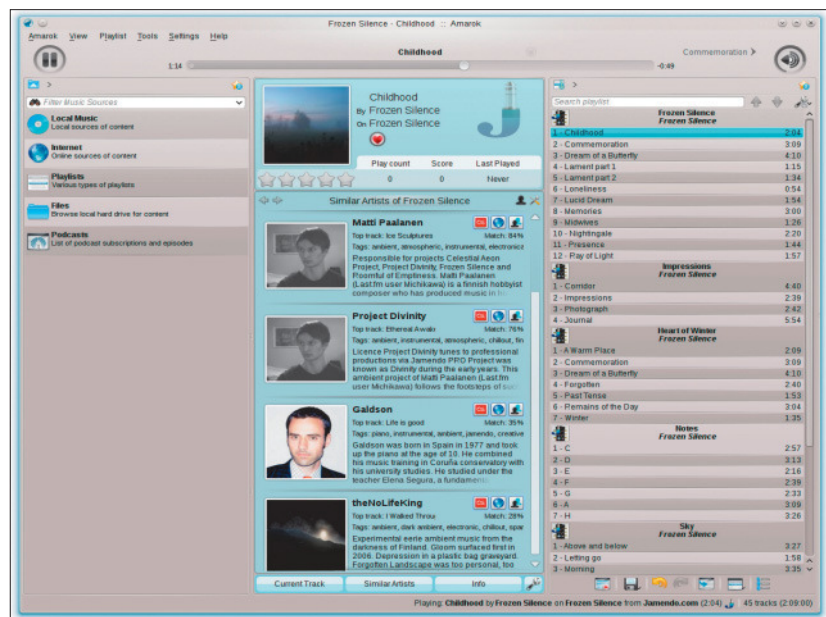 Frozen Silence - Childhood :: Amarok
Amarok View Playlist Tools Settings Help
Childhood
Commemoration >
1:14
-0:49
Filter Music Sources
Local Music
Local sources of content
Internet
Online sources of content
Playlists
Various types of playlists
Files
Browse local hard drive for content
Podcasts
List of podcast subscriptions and episodes
Childhood
By Frozen Silence
On Frozen Silence
Play count Score Last Played
0 0 Never
Similar Artists of Frozen Silence
Matti Paalanen
Top track: Ice Sculptures Match: 84%
Tags: ambient, atmospheric, instrumental, electronica
Responsible for projects Celestial Aeon
Project, Project Divinity, Frozen Silence and
Roomful of Emptiness. Matti Paalanen
(Last.fm user Michikawa) is a finnish hobbyist
composer who has produced music in
Project Divinity
Top track: Ethereal Awak Match: 76%
Tags: ambient, instrumental, atmospheric, chillout, fin
Licence Project Divinity tunes to professional
productions via Jamendo PRO Project was
known as Divinity during the early years. This
ambient project of Matti Paalanen (Last.fm
user Michikawa) follows the footsteps of
Galdson
Top track: Life is good Match: 35%
Tags: piano, instrumental, ambient, jamendo, creative
Galdson was born in Spain in 1977 and took
up the piano at the age of 10. He combined
his music training in Coruña conservatory with
his university studies. He studied under the
teacher Elena Segura, a fundamen
theNoLifeKing
Top track: I Walked Throu Match: 28%
Tags: ambient, dark ambient, electronic, chillout, spar
Experimental eerie ambient music from the
darkness of Finland. Gloom surfaced first in
2006. Depression in a plastic bag graveyard.
Forgotten Landscape was too personal, too
Current Track Similar Artists Info
Search playlist
Frozen Silence
Frozen Silence
1 - Childhood 2:04
2 - Commemoration 3:09
3 - Dream of a Butterfly 4:10
4 - Lament part 1 1:15
5 - Lament part 2 1:34
6 - Loneliness 0:54
7 - Lucid Dream 1:54
8 - Memories 3:00
9 - Midwives 1:26
10 - Nightingale 2:20
11 - Presence 1:44
12 - Ray of Light 1:57
Impressions
Frozen Silence
1 - Corridor 4:40
2 - Impressions 2:39
3 - Photograph 2:42
4 - Journal 5:54
Heart of Winter
Frozen Silence
1 - A Warm Place 2:09
2 - Commemoration 3:09
3 - Dream of a Butterfly 4:10
4 - Forgotten 2:40
5 - Past Tense 1:53
6 - Remains of the Day 3:04
7 - Winter 1:35
Notes
Frozen Silence
1 - C 2:57
2 - D 3:13
3 - E 2:16
4 - F 2:39
5 - G 2:33
6 - A 3:09
7 - H 3:26
Sky
Frozen Silence
1 - Above and below 3:27
2 - Letting go 1:58
3 - Morning 3:35
Playing: Childhood by Frozen Silence on Frozen Silence from Jamendo.com (2:04) 45 tracks (2:09:00)